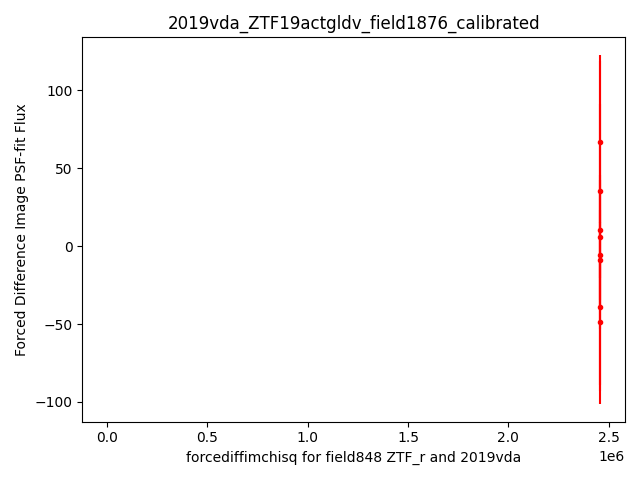 2019vda_ZTF19actgldv_field1876_calibrated
Forced Difference Image PSF-fit Flux
100
50
0
−50
−100
0.0 0.5 1.0 1.5 2.0 2.5
1e6
forcediffimchisq for field848 ZTF_r and 2019vda